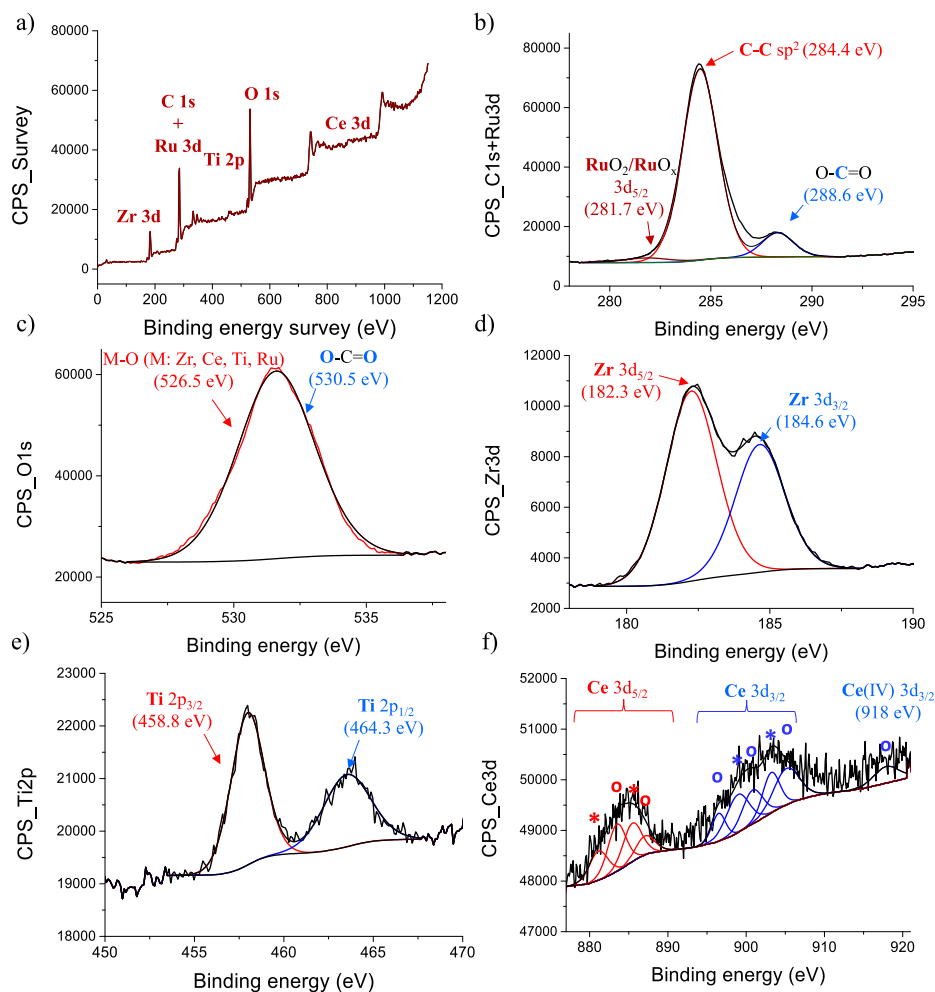 a)
CPS_Survey
80000
60000
40000
20000
0
0
200
400
600
800
1000
1200
Binding energy survey (eV)
Zr 3d
C 1s
+
Ru 3d
Ti 2p
O 1s
Ce 3d
b)
CPS_C1s+Ru3d
80000
60000
40000
20000
0
280
285
290
295
Binding energy (eV)
C-C sp² (284.4 eV)
RuO₂/RuOₓ
3d₅/₂
(281.7 eV)
O-C=O
(288.6 eV)
c)
CPS_O1s
60000
40000
20000
525
530
535
Binding energy (eV)
M-O (M: Zr, Ce, Ti, Ru)
(526.5 eV)
O-C=O
(530.5 eV)
d)
CPS_Zr3d
12000
10000
8000
6000
4000
2000
180
185
190
Binding energy (eV)
Zr 3d₅/₂
(182.3 eV)
Zr 3d₃/₂
(184.6 eV)
e)
CPS_Ti2p
23000
22000
21000
20000
19000
18000
450
455
460
465
470
Binding energy (eV)
Ti 2p₃/₂
(458.8 eV)
Ti 2p₁/₂
(464.3 eV)
f)
CPS_Ce3d
52000
51000
50000
49000
48000
47000
880
890
900
910
920
Binding energy (eV)
Ce 3d₅/₂
Ce 3d₃/₂
Ce(IV) 3d₃/₂
(918 eV)
* o * o
o * o * o
o